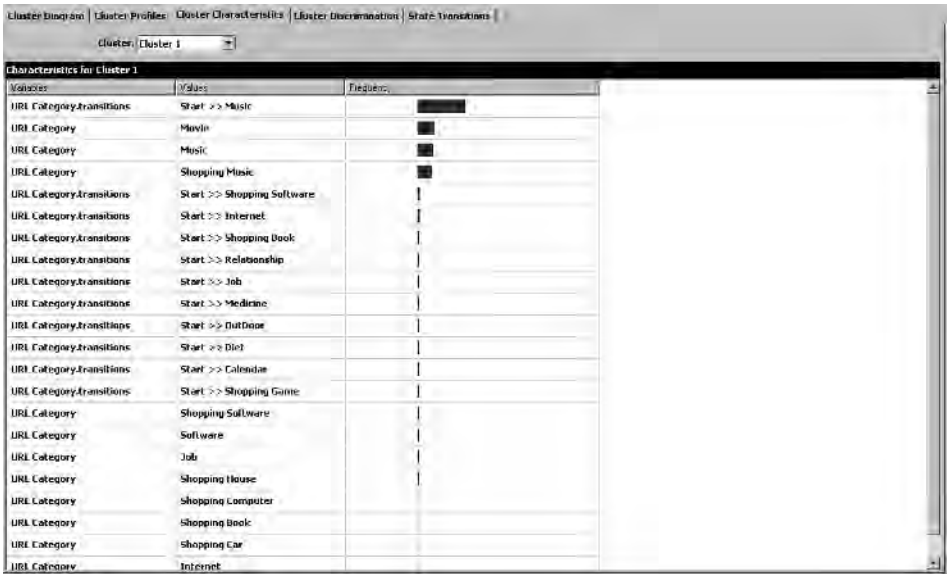 Cluster Diagram Cluster Profiles Cluster Characteristics Cluster Discrimination State Transitions
Cluster: Cluster 1
Characteristics for Cluster 1
Variables Values Frequency
URL Category.transitions Start >> Music
URL Category Movie
URL Category Music
URL Category Shopping Music
URL Category.transitions Start >> Shopping Software
URL Category.transitions Start >> Internet
URL Category.transitions Start >> Shopping Book
URL Category.transitions Start >> Relationship
URL Category.transitions Start >> Job
URL Category.transitions Start >> Medicine
URL Category.transitions Start >> OutDoor
URL Category.transitions Start >> Diet
URL Category.transitions Start >> Calendar
URL Category.transitions Start >> Shopping Game
URL Category Shopping Software
URL Category Software
URL Category Job
URL Category Shopping House
URL Category Shopping Computer
URL Category Shopping Book
URL Category Shopping Car
URL Category Internet